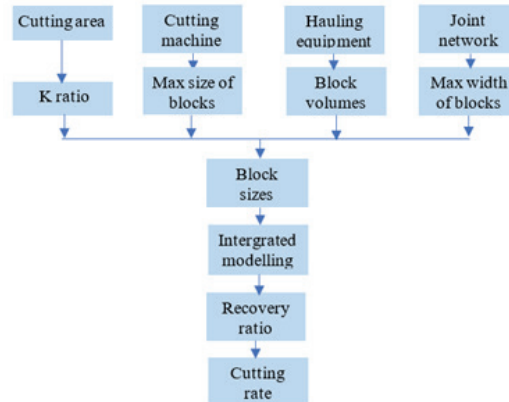 Cutting area
Cutting
machine
Hauling
equipment
Joint
network
K ratio
Max size of
blocks
Block
volumes
Max width
of blocks
Block
sizes
Intergrated
modelling
Recovery
ratio
Cutting
rate